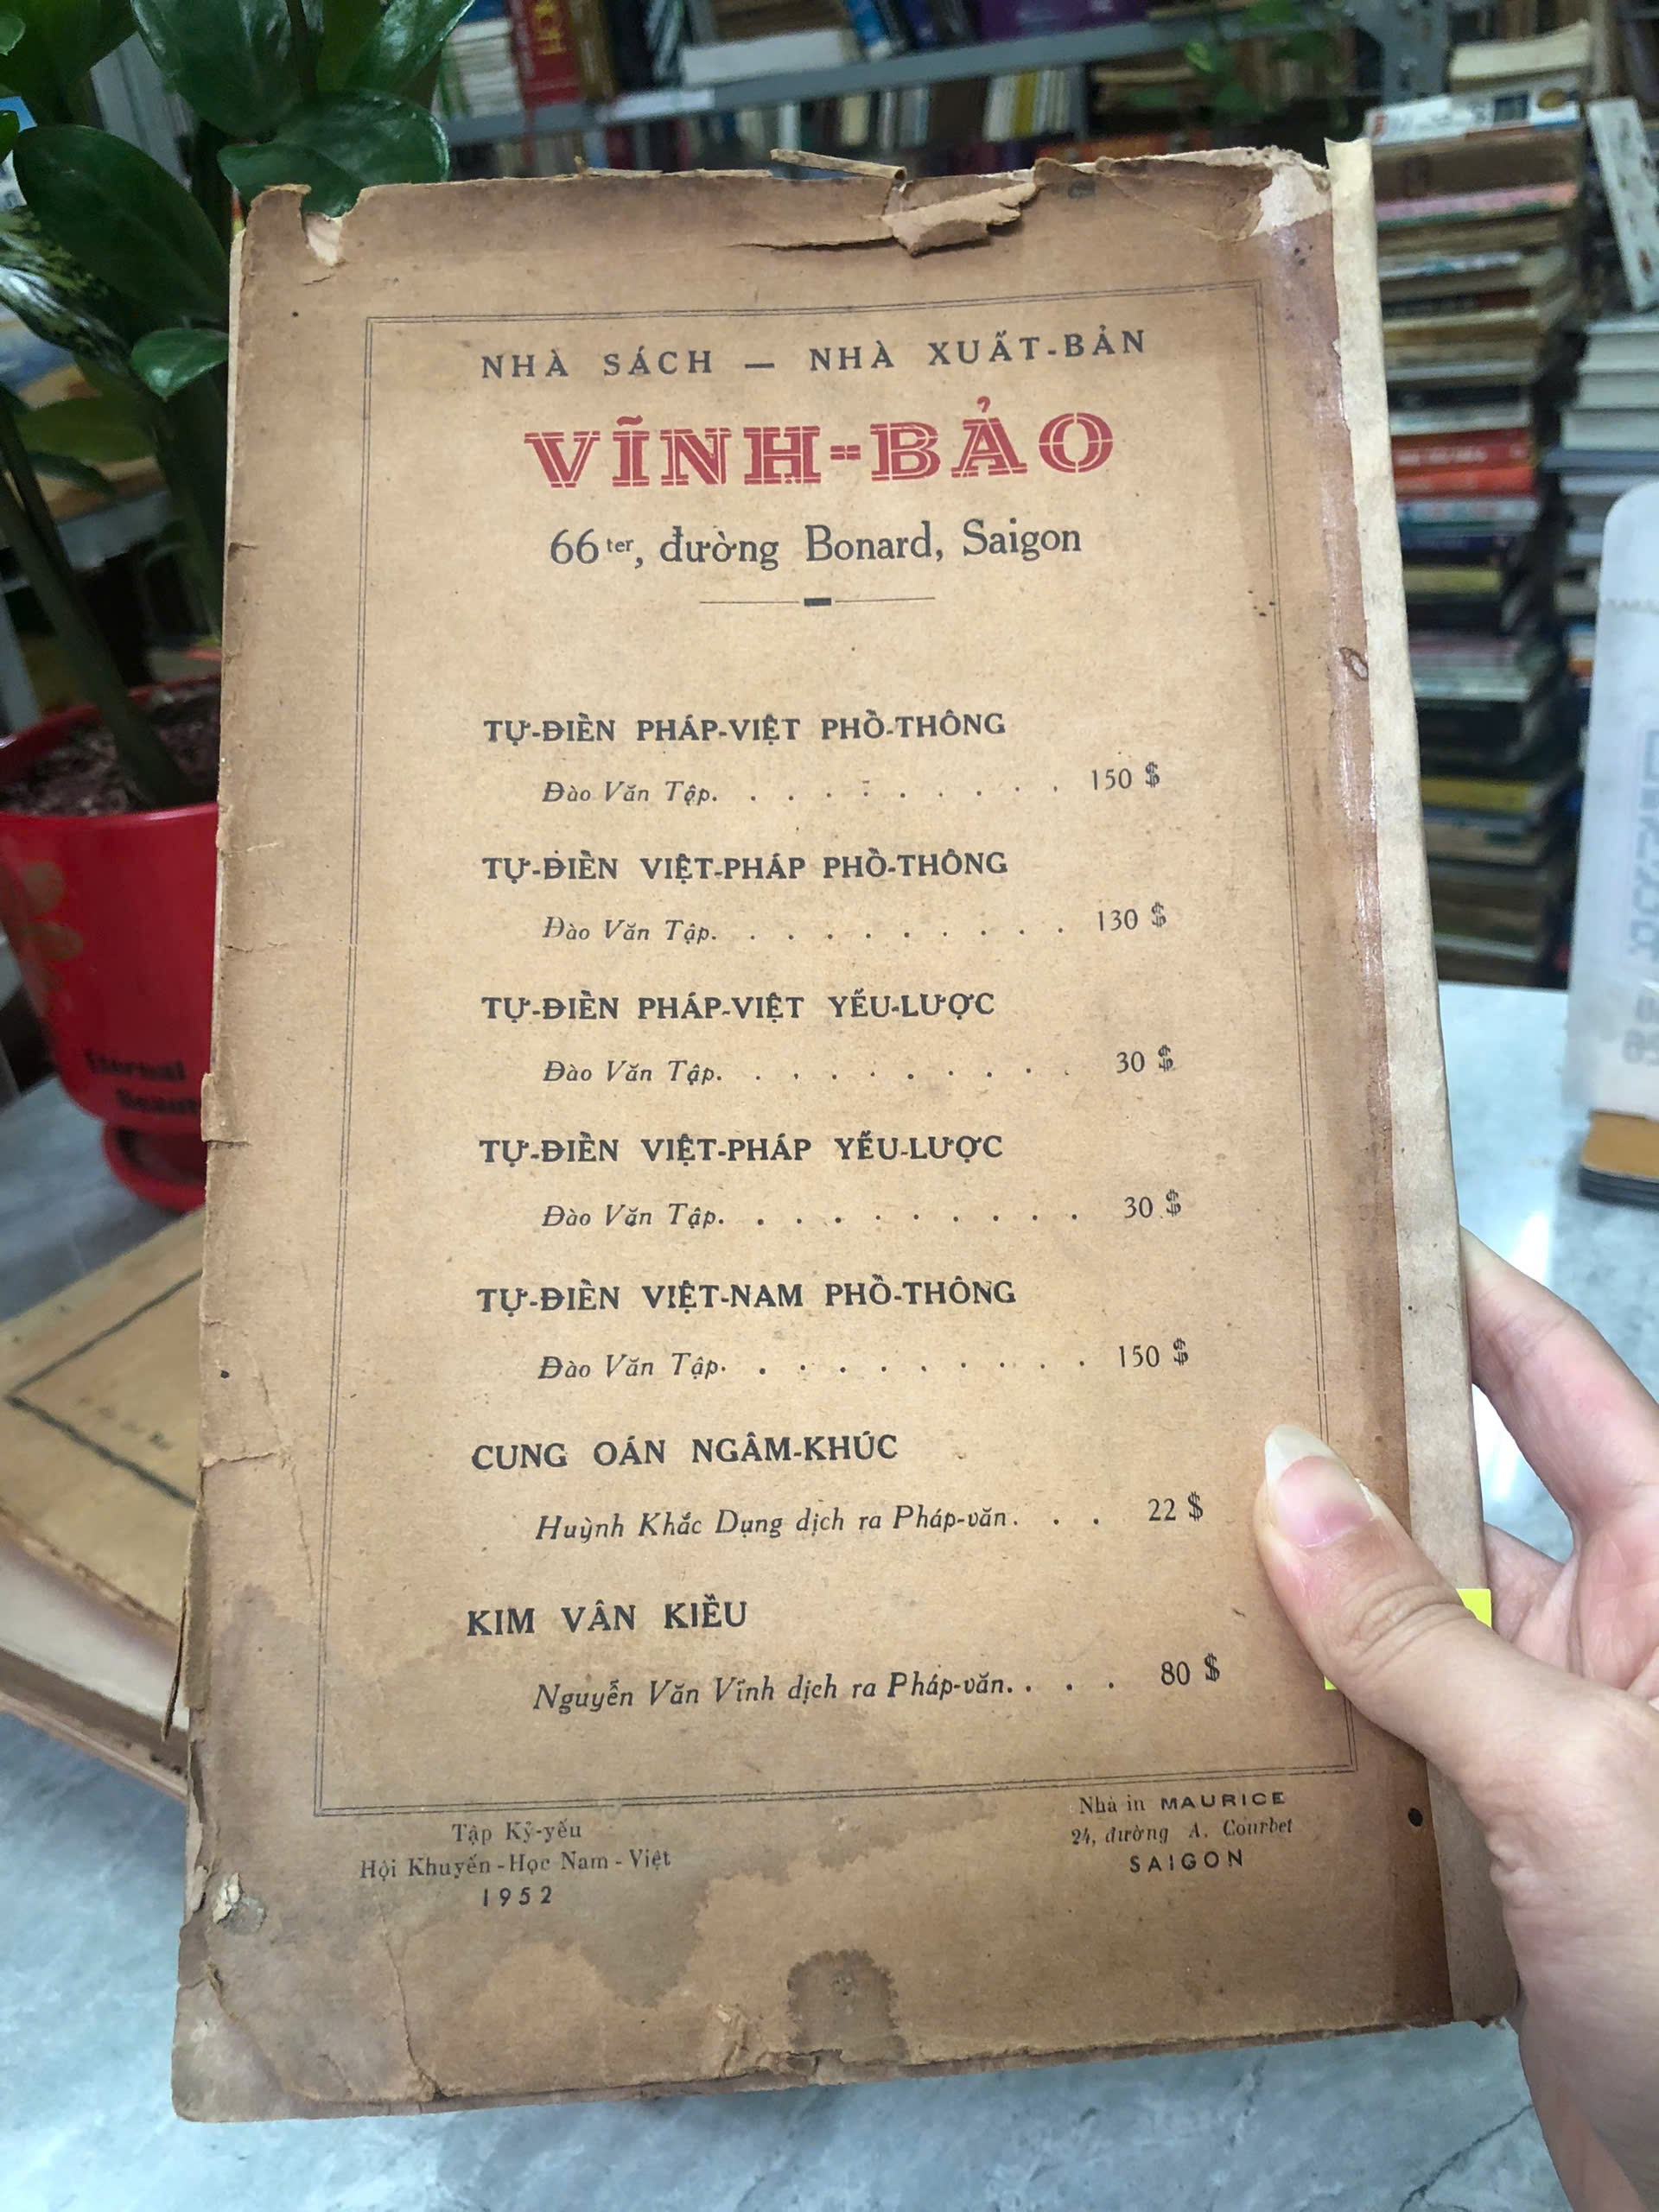 NHÀ SÁCH — NHÀ XUẤT-BẢN
VĨNH-BẢO
66 ter, đường Bonard, Saigon
TỰ-ĐIỂN PHÁP-VIỆT PHỔ-THÔNG
Đào Văn Tập. . . . . . . . . . 150 $
TỰ-ĐIỂN VIỆT-PHÁP PHỔ-THÔNG
Đào Văn Tập. . . . . . . . . . 130 $
TỰ-ĐIỂN PHÁP-VIỆT YẾU-LƯỢC
Đào Văn Tập. . . . . . . . . . 30 $
TỰ-ĐIỂN VIỆT-PHÁP YẾU-LƯỢC
Đào Văn Tập. . . . . . . . . . 30 $
TỰ-ĐIỂN VIỆT-NAM PHỔ-THÔNG
Đào Văn Tập. . . . . . . . . . 150 $
CUNG OÁN NGÂM-KHÚC
Huỳnh Khắc Dụng dịch ra Pháp-văn. . . 22 $
KIM VÂN KIỀU
Nguyễn Văn Vĩnh dịch ra Pháp-văn. . . . 80 $
Tập Kỷ-yếu
Hội Khuyến-Học Nam-Việt
1952
Nhà in MAURICE
24, đường A. Courbet
SAIGON
Eternal